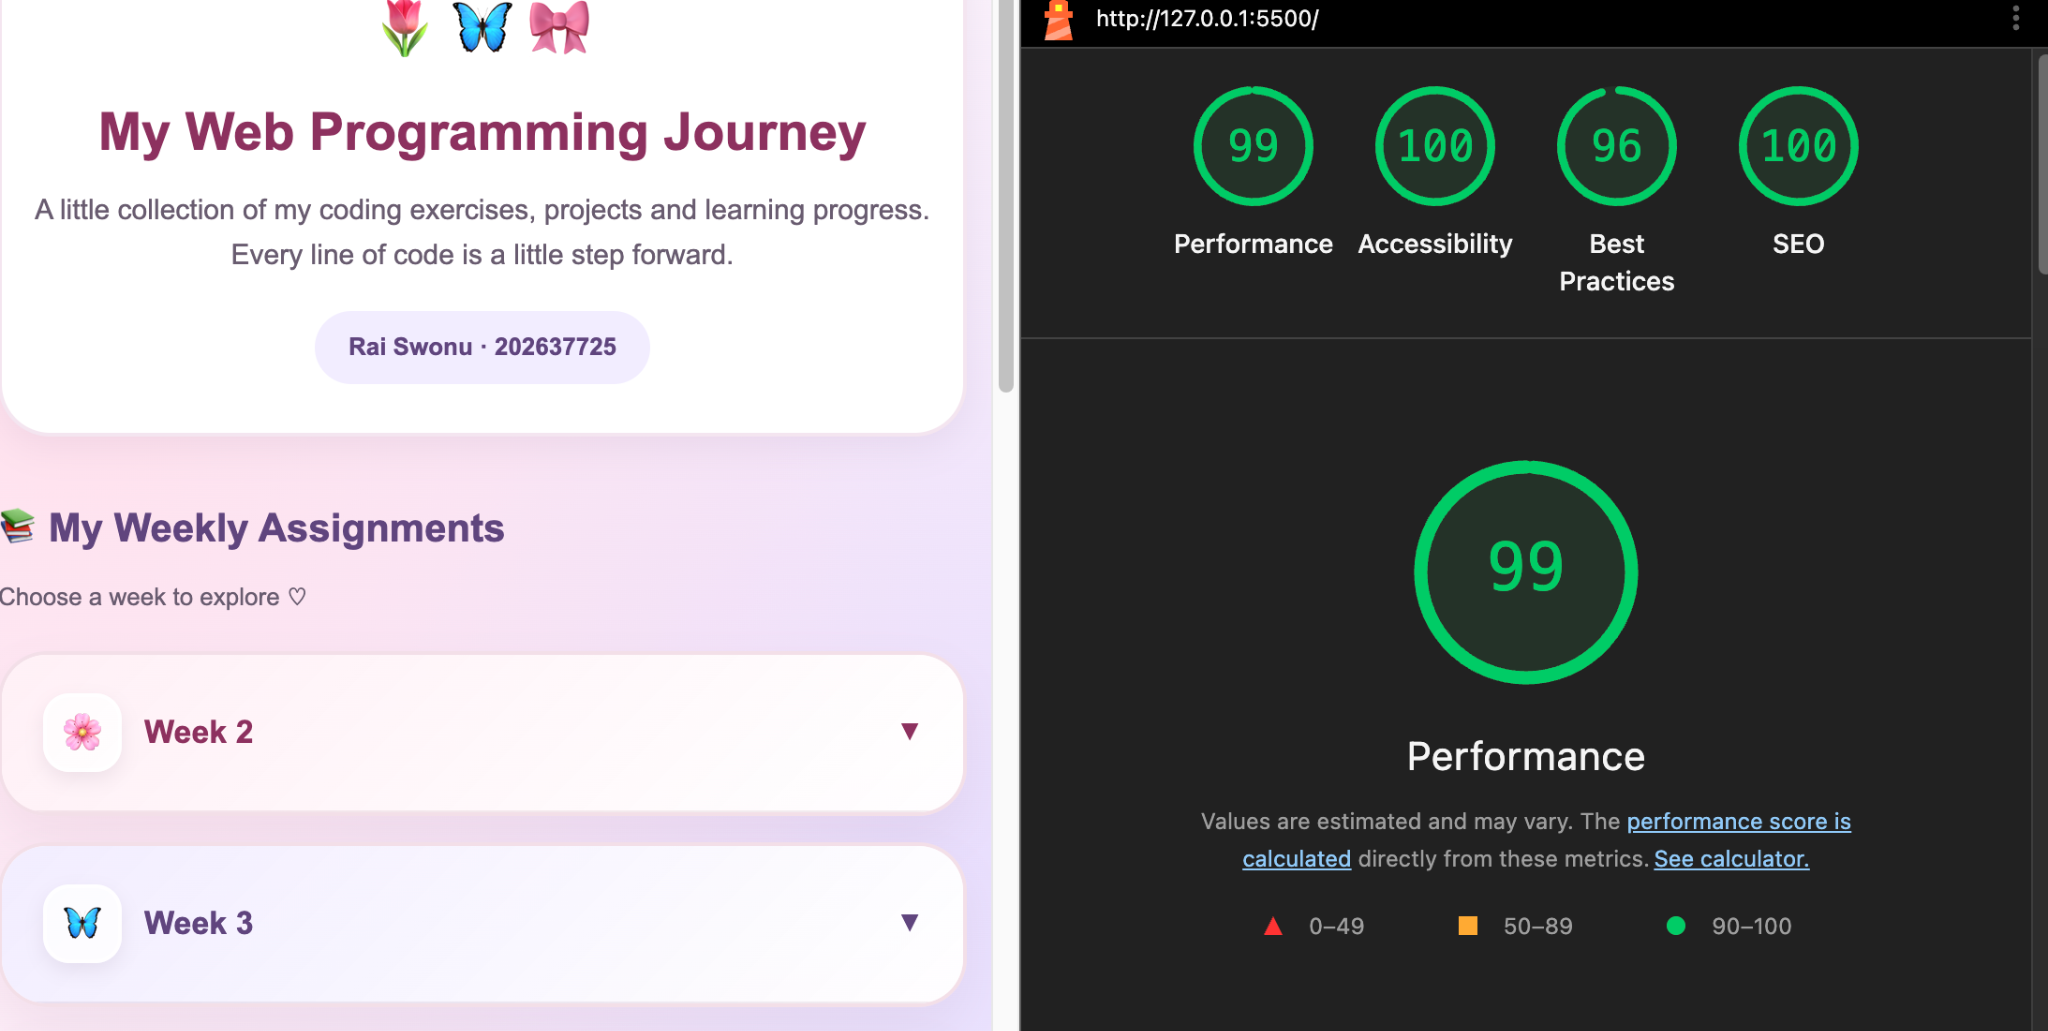 My Web Programming Journey
A little collection of my coding exercises, projects and learning progress.
Every line of code is a little step forward.
Rai Swonu · 202637725
📚 My Weekly Assignments
Choose a week to explore ♡
Week 2 ▼
Week 3 ▼
http://127.0.0.1:5500/
99
Performance
100
Accessibility
96
Best
Practices
100
SEO
99
Performance
Values are estimated and may vary. The performance score is
calculated directly from these metrics. See calculator.
0–49
50–89
90–100